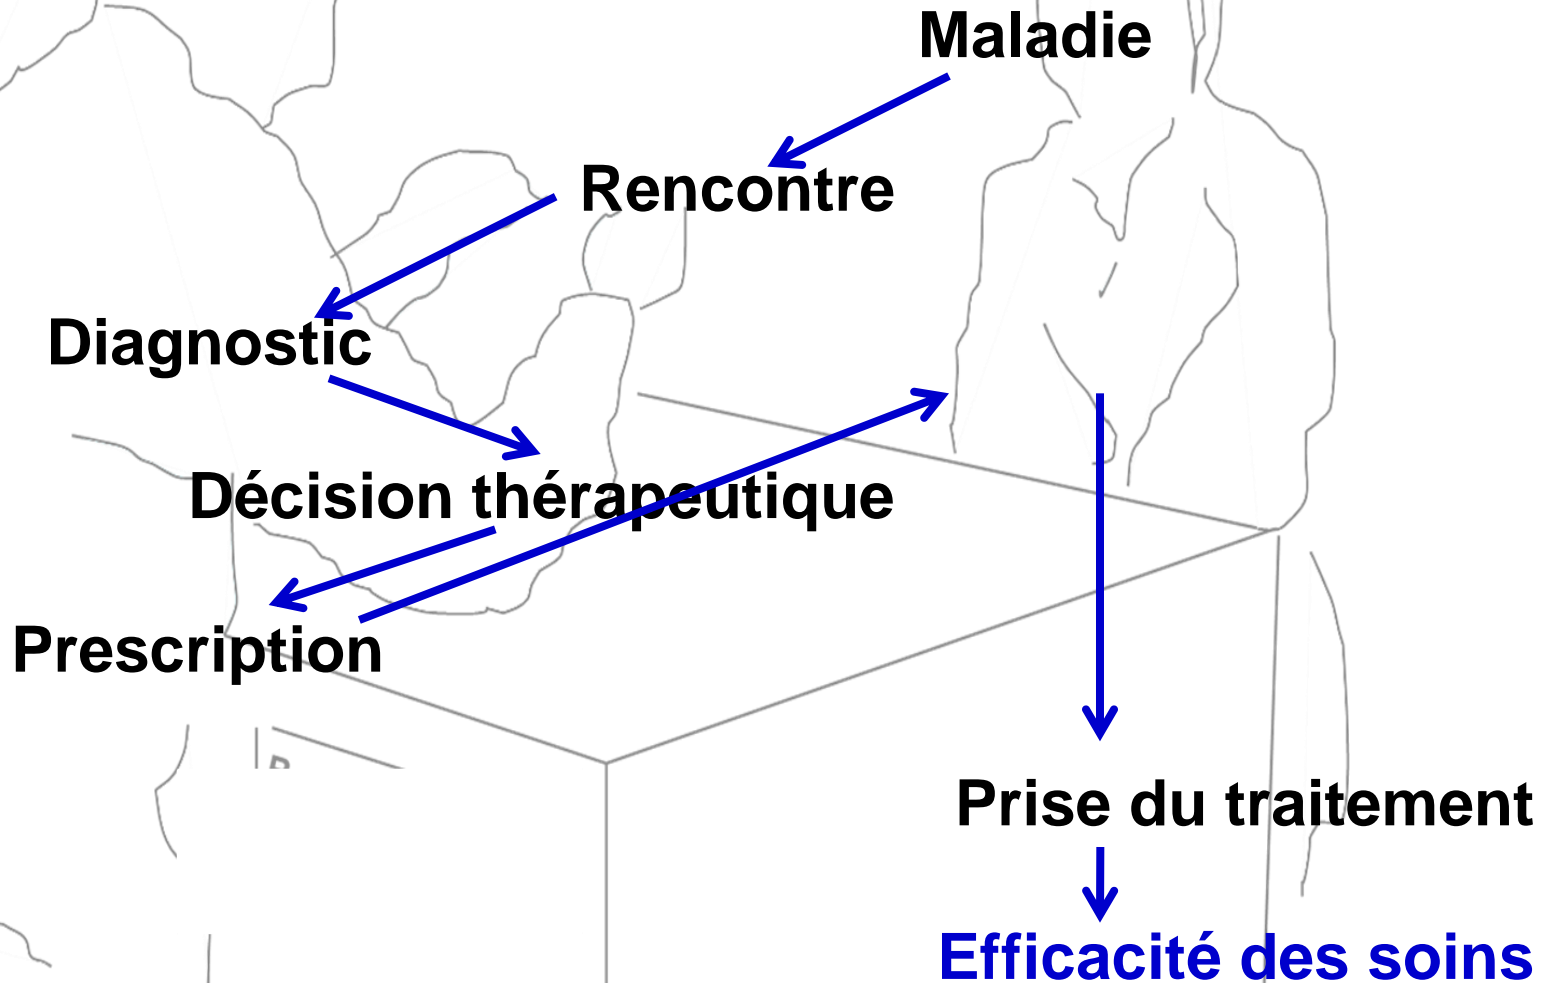 Maladie
Rencontre
Diagnostic
Décision thérapeutique
Prescription
Prise du traitement
Efficacité des soins